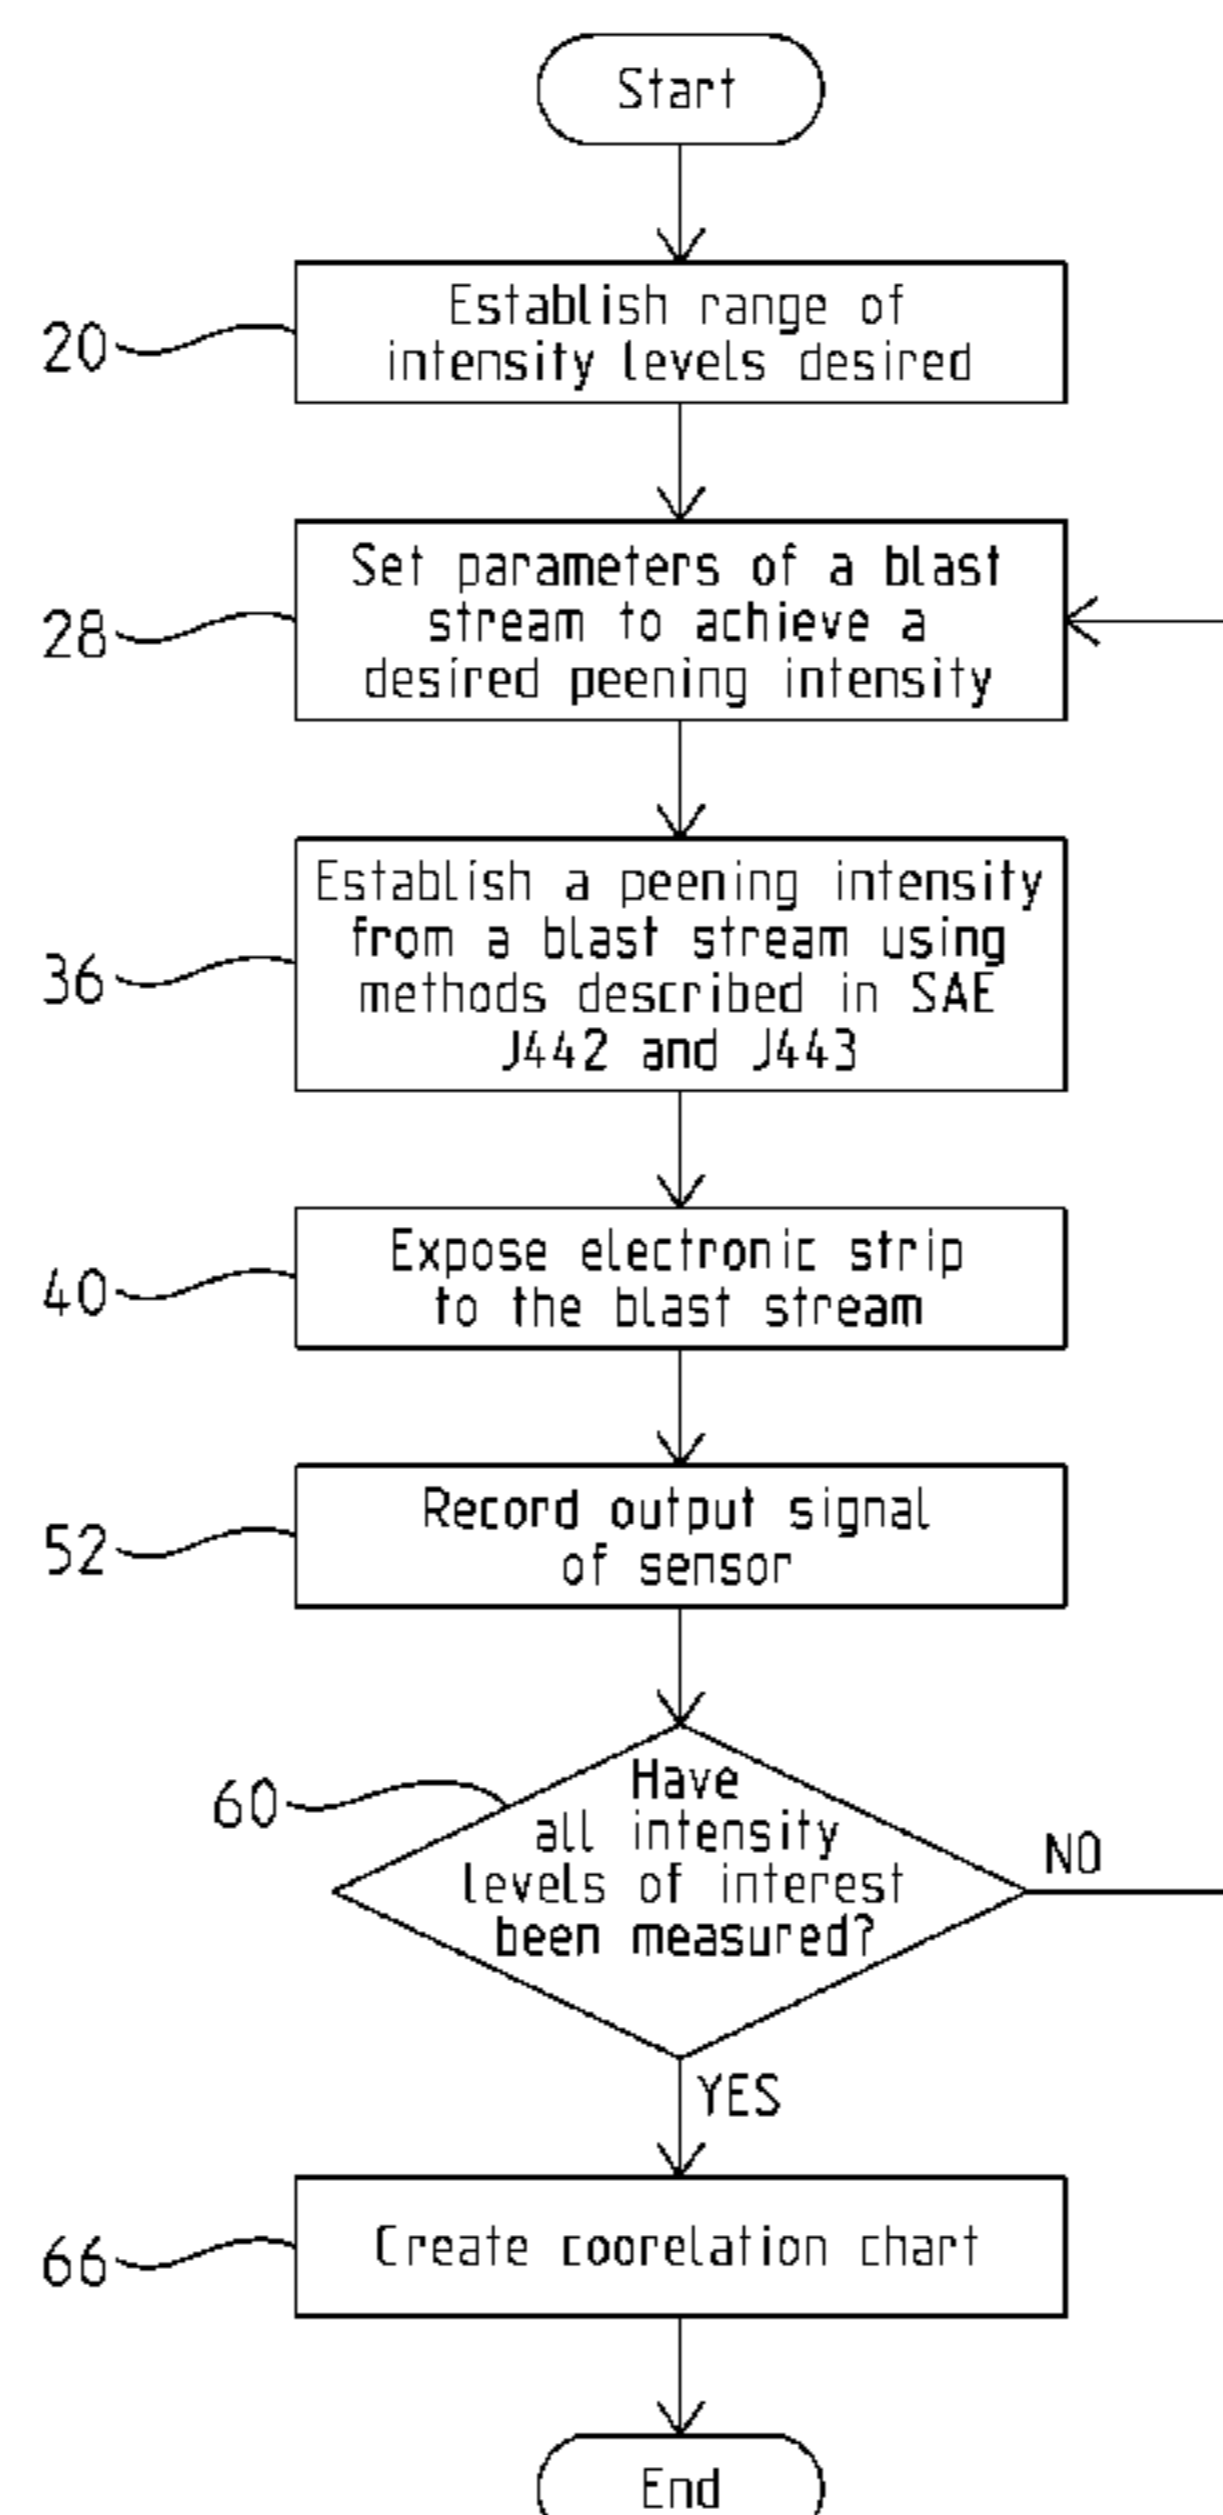 Start
20
Establish range of
intensity levels desired
28
Set parameters of a blast
stream to achieve a
desired peening intensity
36
Establish a peening intensity
from a blast stream using
methods described in SAE
J442 and J443
40
Expose electronic strip
to the blast stream
52
Record output signal
of sensor
60
Have
all intensity
levels of interest
been measured?
NO
YES
66
Create coorelation chart
End